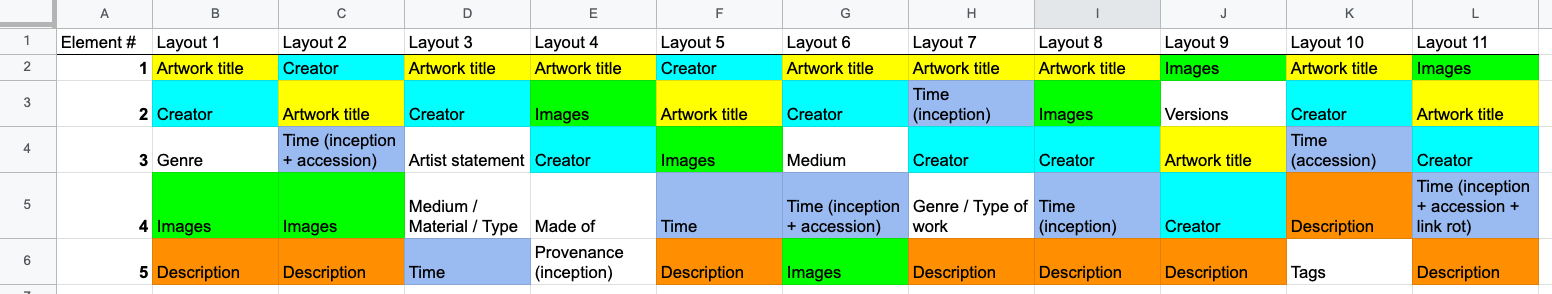 A B C D E F G H I J K L
1 Element # Layout 1 Layout 2 Layout 3 Layout 4 Layout 5 Layout 6 Layout 7 Layout 8 Layout 9 Layout 10 Layout 11
2 1 Artwork title Creator Artwork title Artwork title Creator Artwork title Artwork title Artwork title Images Artwork title Images
3 2 Creator Artwork title Creator Images Artwork title Creator Time (inception) Images Versions Creator Artwork title
4 3 Genre Time (inception + accession) Artist statement Creator Images Medium Creator Creator Artwork title Time (accession) Creator
5 4 Images Images Medium / Material / Type Made of Time Time (inception + accession) Genre / Type of work Time (inception) Creator Description Time (inception + accession + link rot)
6 5 Description Description Time Provenance (inception) Description Images Description Description Description Tags Description